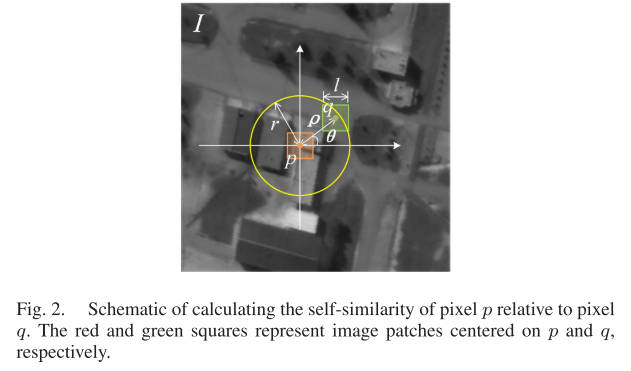 I
l
q
ρ
r
θ
p
Fig. 2. Schematic of calculating the self-similarity of pixel p relative to pixel
q. The red and green squares represent image patches centered on p and q,
respectively.